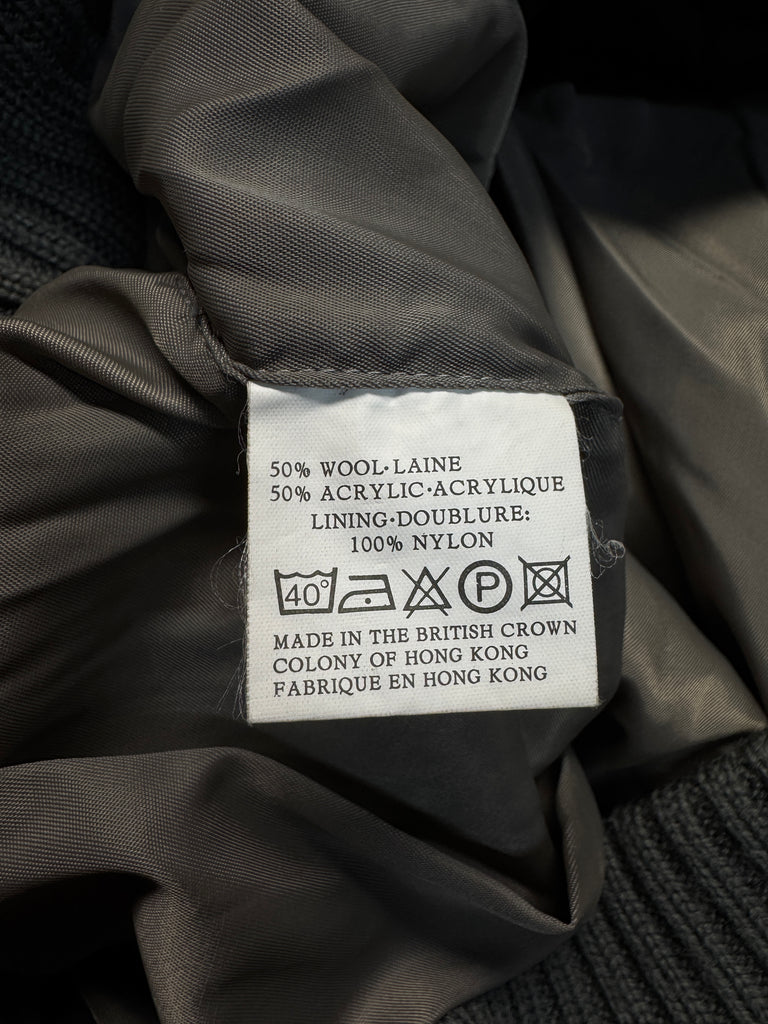 50% WOOL·LAINE
50% ACRYLIC·ACRYLIQUE
LINING·DOUBLURE:
100% NYLON
40° P
MADE IN THE BRITISH CROWN
COLONY OF HONG KONG
FABRIQUE EN HONG KONG